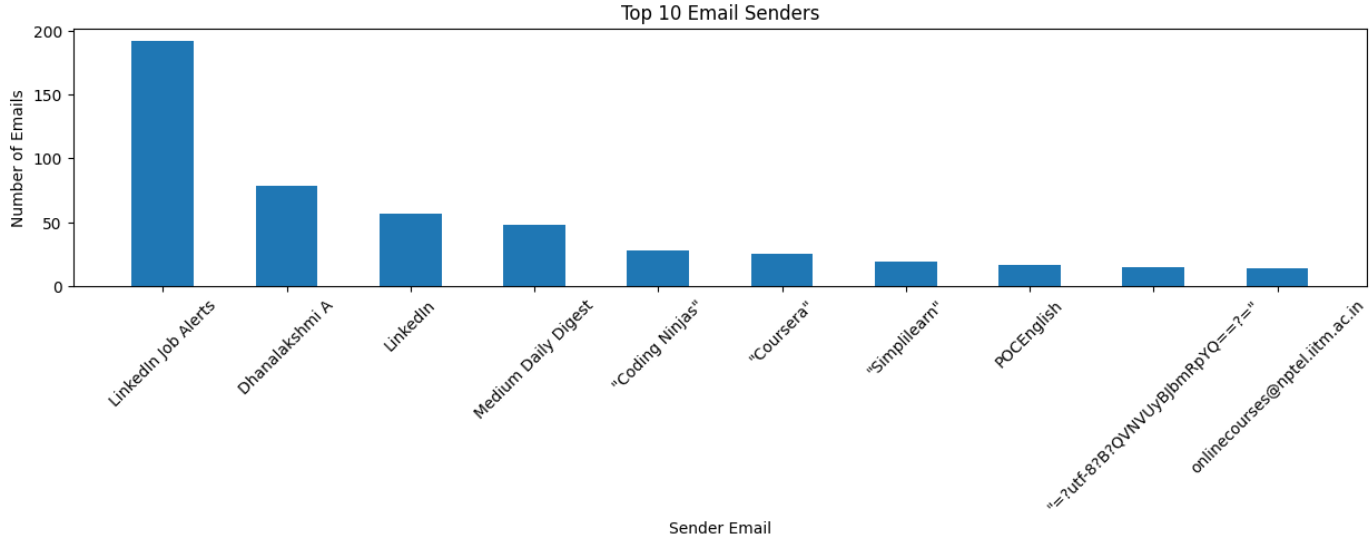 Top 10 Email Senders
Number of Emails
200
150
100
50
0
LinkedIn Job Alerts
Dhanalakshmi A
LinkedIn
Medium Daily Digest
"Coding Ninjas"
"Coursera"
"Simplilearn"
POCEnglish
"=?utf-8?B?QVNVUyBJbmRpYQ==?="
onlinecourses@nptel.iitm.ac.in
Sender Email